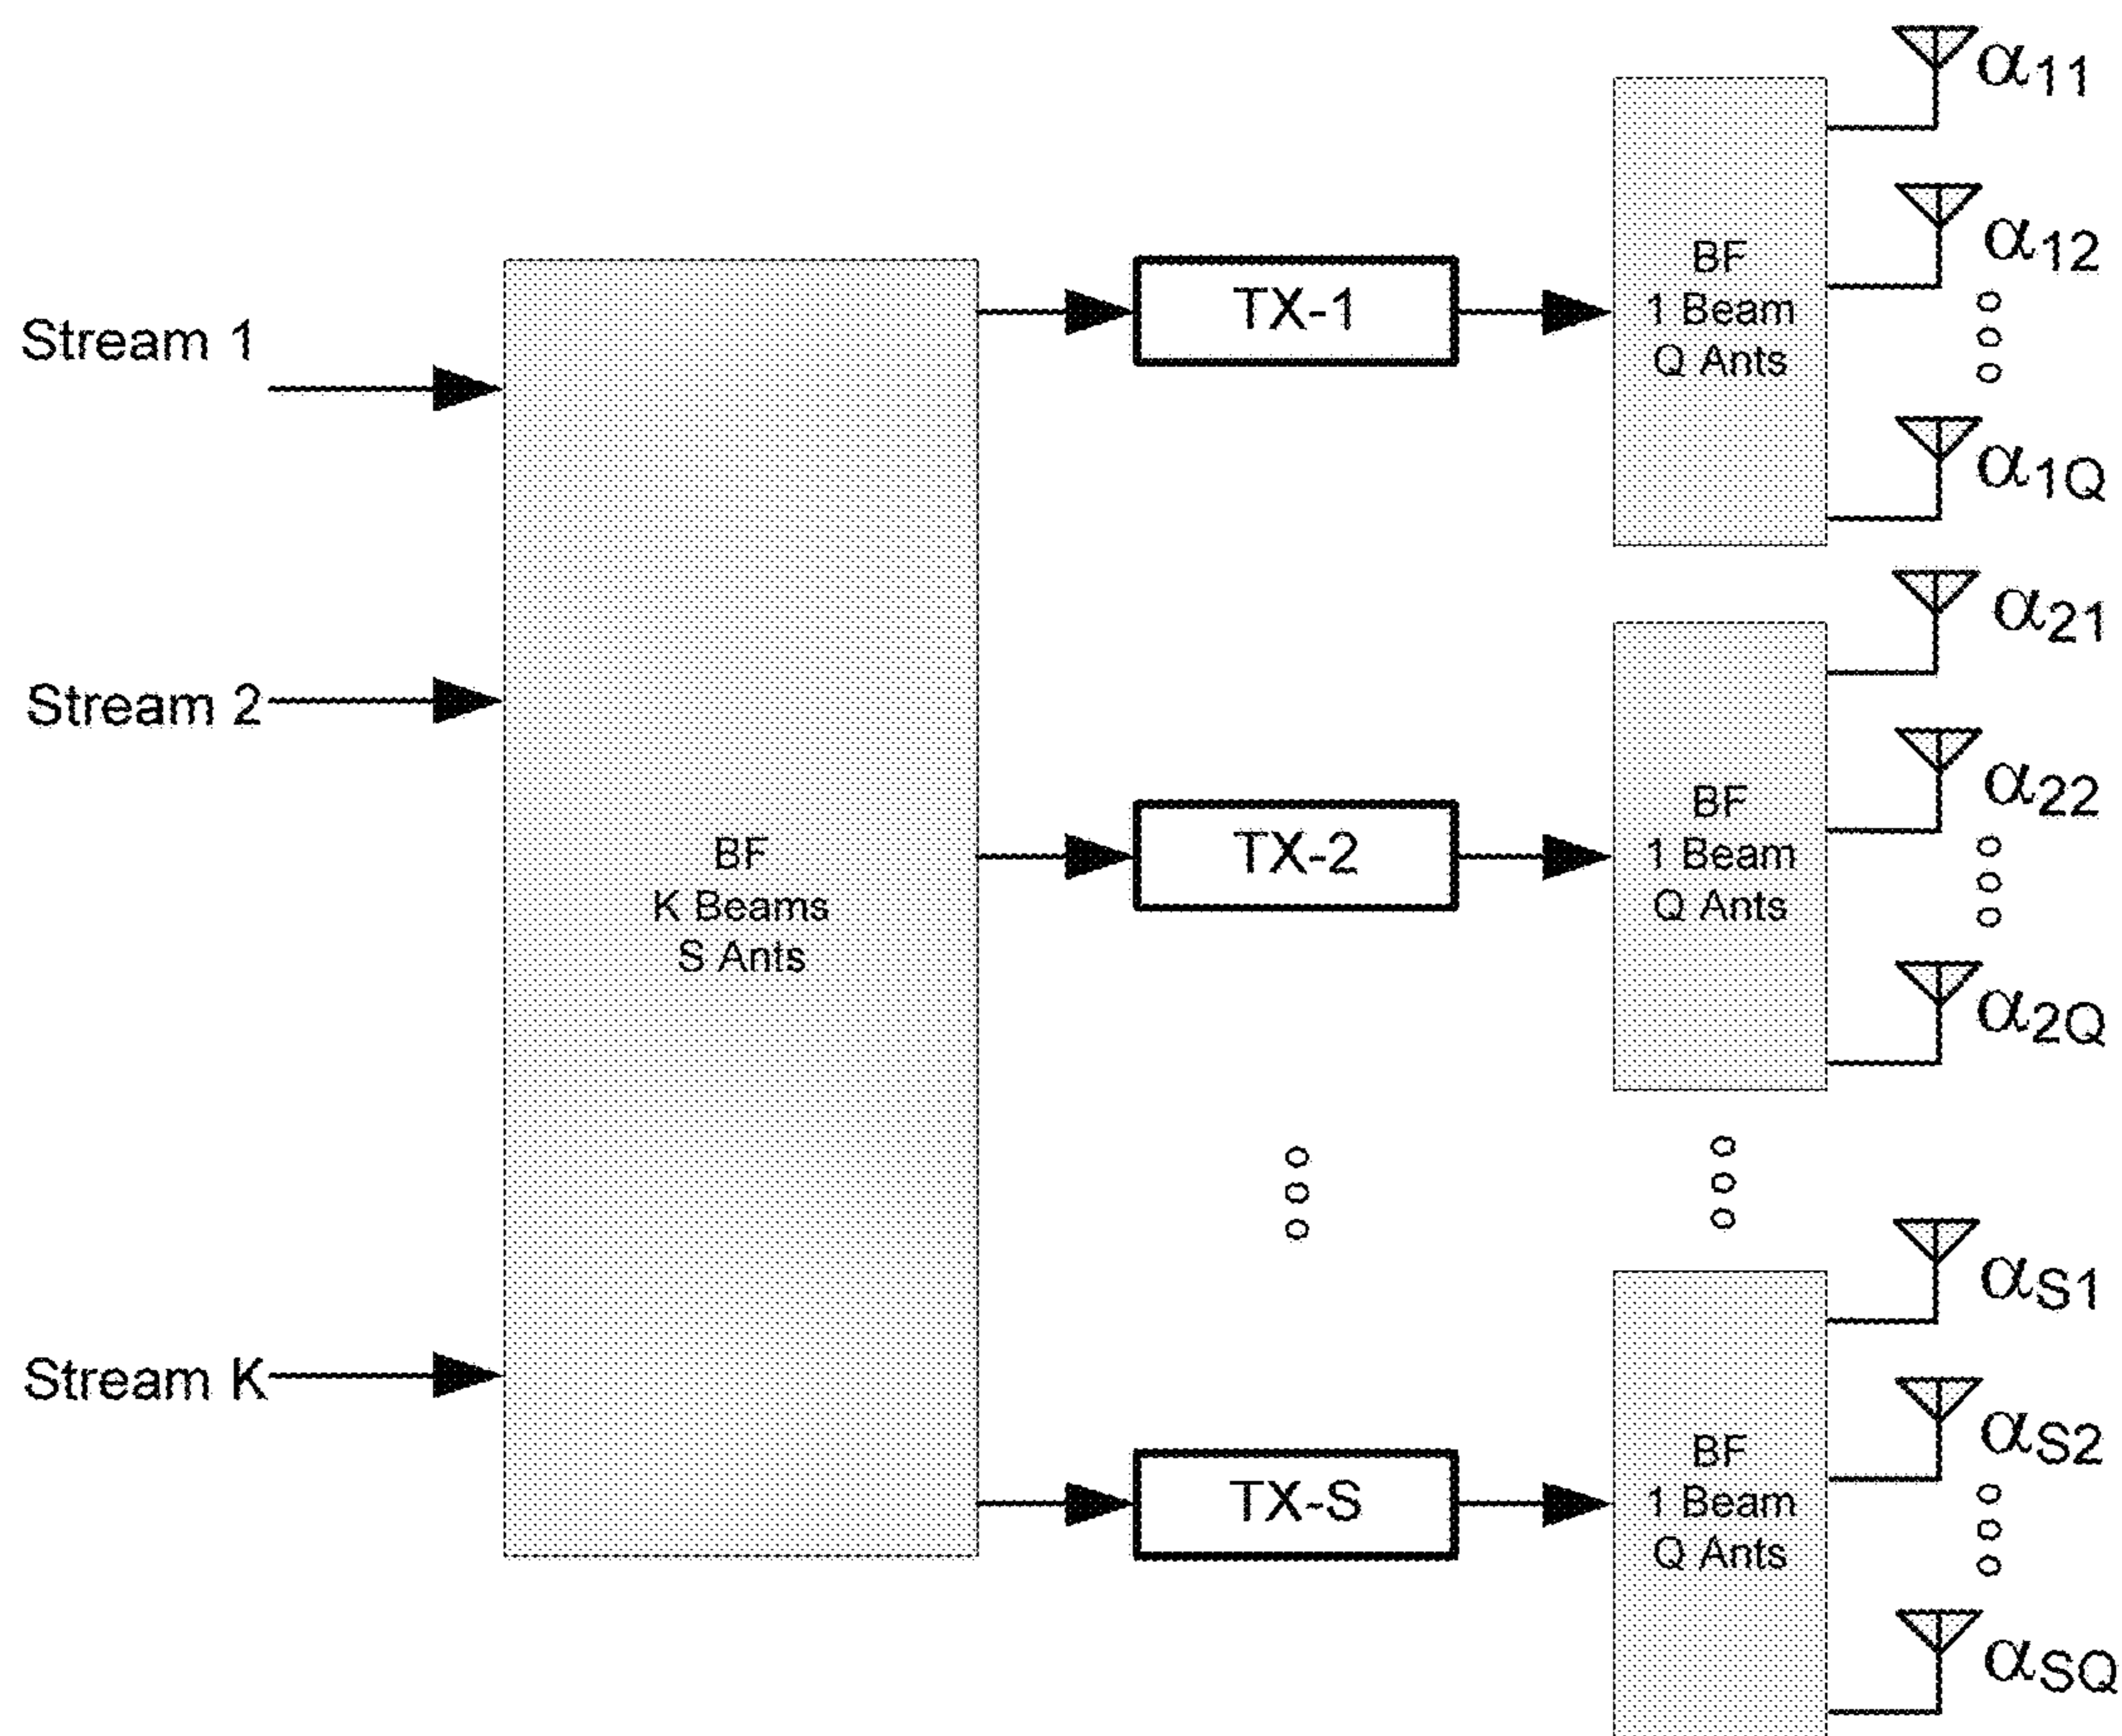 Stream 1
Stream 2
Stream K
BF
K Beams
S Ants
TX-1
TX-2
TX-S
BF
1 Beam
Q Ants
BF
1 Beam
Q Ants
BF
1 Beam
Q Ants
α11
α12
α1Q
α21
α22
α2Q
αS1
αS2
αSQ